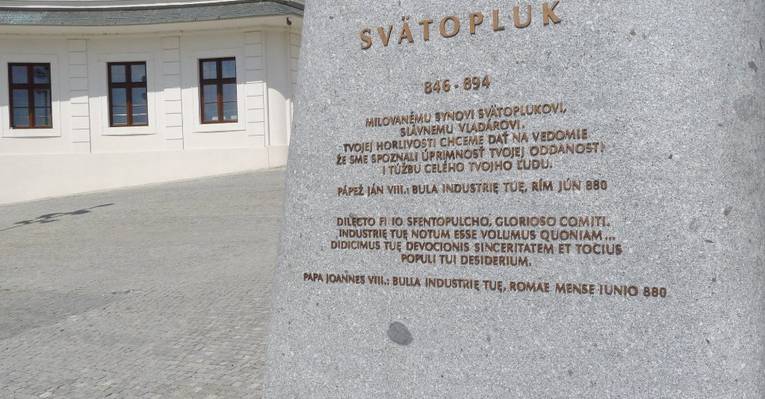 SVÄTOPLUK
846 - 894
MILOVANÉMU SYNOVI SVÄTOPLUKOVI,
SLÁVNEMU VLADÁROVI.
TVOJEJ HORLIVOSTI CHCEME DAŤ NA VEDOMIE
ŽE SME SPOZNALI ÚPRIMNOSŤ TVOJEJ ODDANOSTI
I TÚŽBU CELÉHO TVOJHO ĽUDU.
PÁPEŽ JÁN VIII.: BULA INDUSTRIĘ TUĘ, RÍM JÚN 880
DILECTO FI IO SFENTOPULCHO, GLORIOSO COMITI.
INDUSTRIĘ TUĘ NOTUM ESSE VOLUMUS QUONIAM...
DIDICIMUS TUĘ DEVOCIONIS SINCERITATEM ET TOCIUS
POPULI TUI DESIDERIUM.
PAPA JOANNES VIII.: BULLA INDUSTRIĘ TUĘ, ROMAE MENSE IUNIO 880